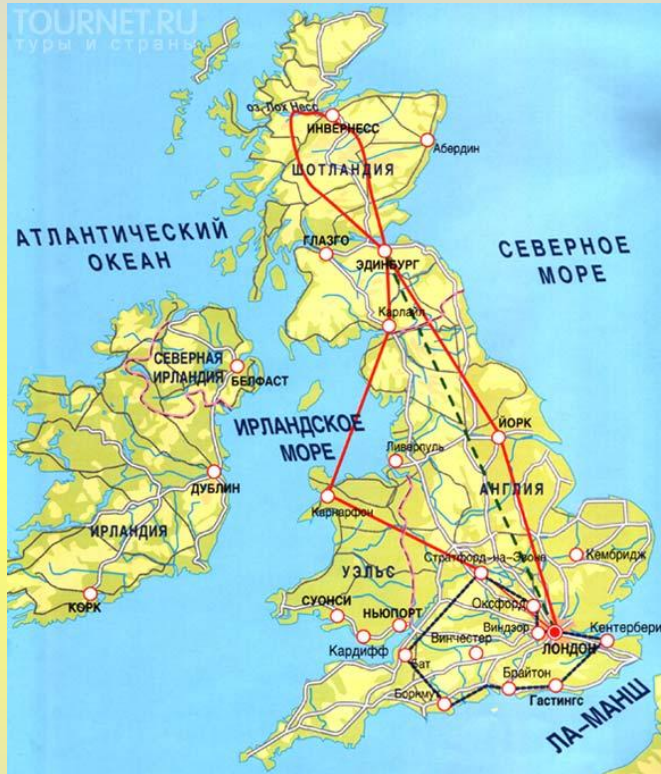 TOURNET.RU
туры и страны
оз. Лох Несс
ИНВЕРНЕСС
Абердин
ШОТЛАНДИЯ
АТЛАНТИЧЕСКИЙ
ОКЕАН
ГЛАЗГО
ЭДИНБУРГ
СЕВЕРНОЕ
МОРЕ
Карлайл
СЕВЕРНАЯ
ИРЛАНДИЯ
БЕЛФАСТ
ИРЛАНДСКОЕ
МОРЕ
ЙОРК
Ливерпуль
ДУБЛИН
АНГЛИЯ
Карнарфон
ИРЛАНДИЯ
Стратфорд-на-Эвоне
Кембридж
УЭЛЬС
КОРК
СУОНСИ
НЬЮПОРТ
Оксфорд
Виндзор
Кентербери
Кардифф
Винчестер
ЛОНДОН
Бат
Брайтон
Гастингс
Борнмут
ЛА-МАНШ